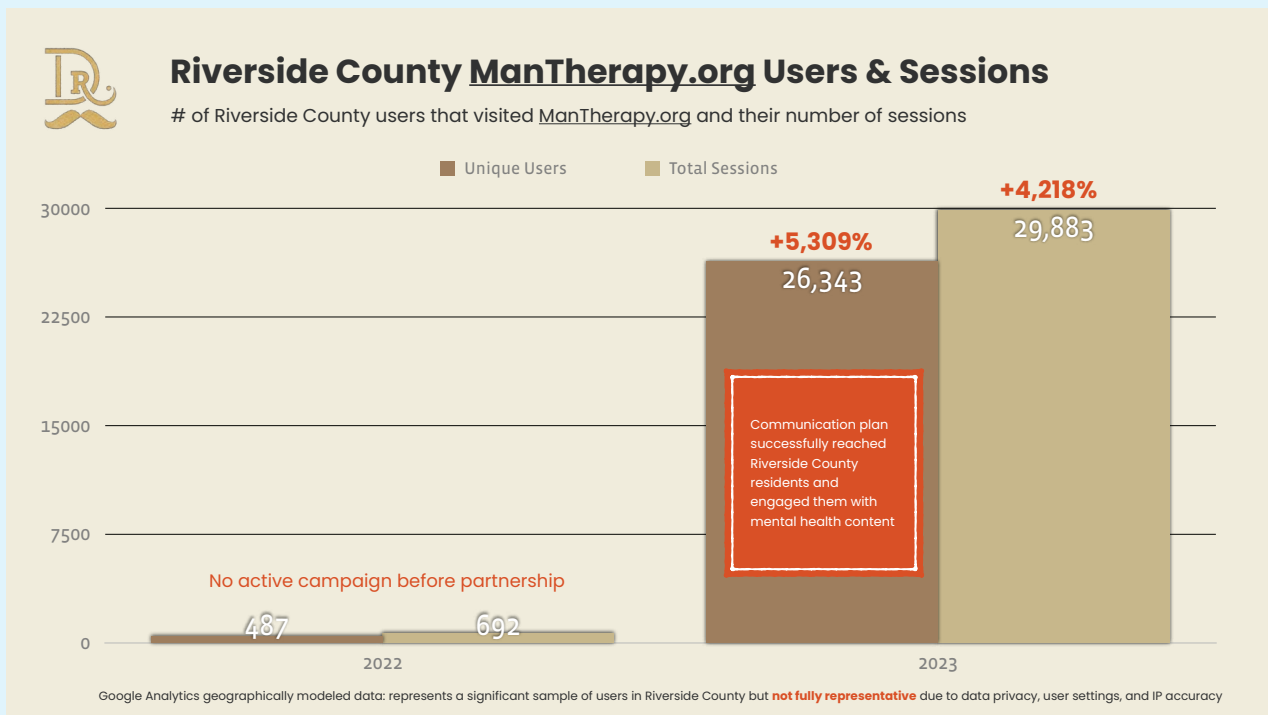 DR.
Riverside County ManTherapy.org Users & Sessions
# of Riverside County users that visited ManTherapy.org and their number of sessions
Unique Users
Total Sessions
+4,218%
30000
29,883
+5,309%
26,343
22500
15000
Communication plan
successfully reached
Riverside County
residents and
engaged them with
mental health content
7500
No active campaign before partnership
487
692
0
2022
2023
Google Analytics geographically modeled data: represents a significant sample of users in Riverside County but not fully representative due to data privacy, user settings, and IP accuracy